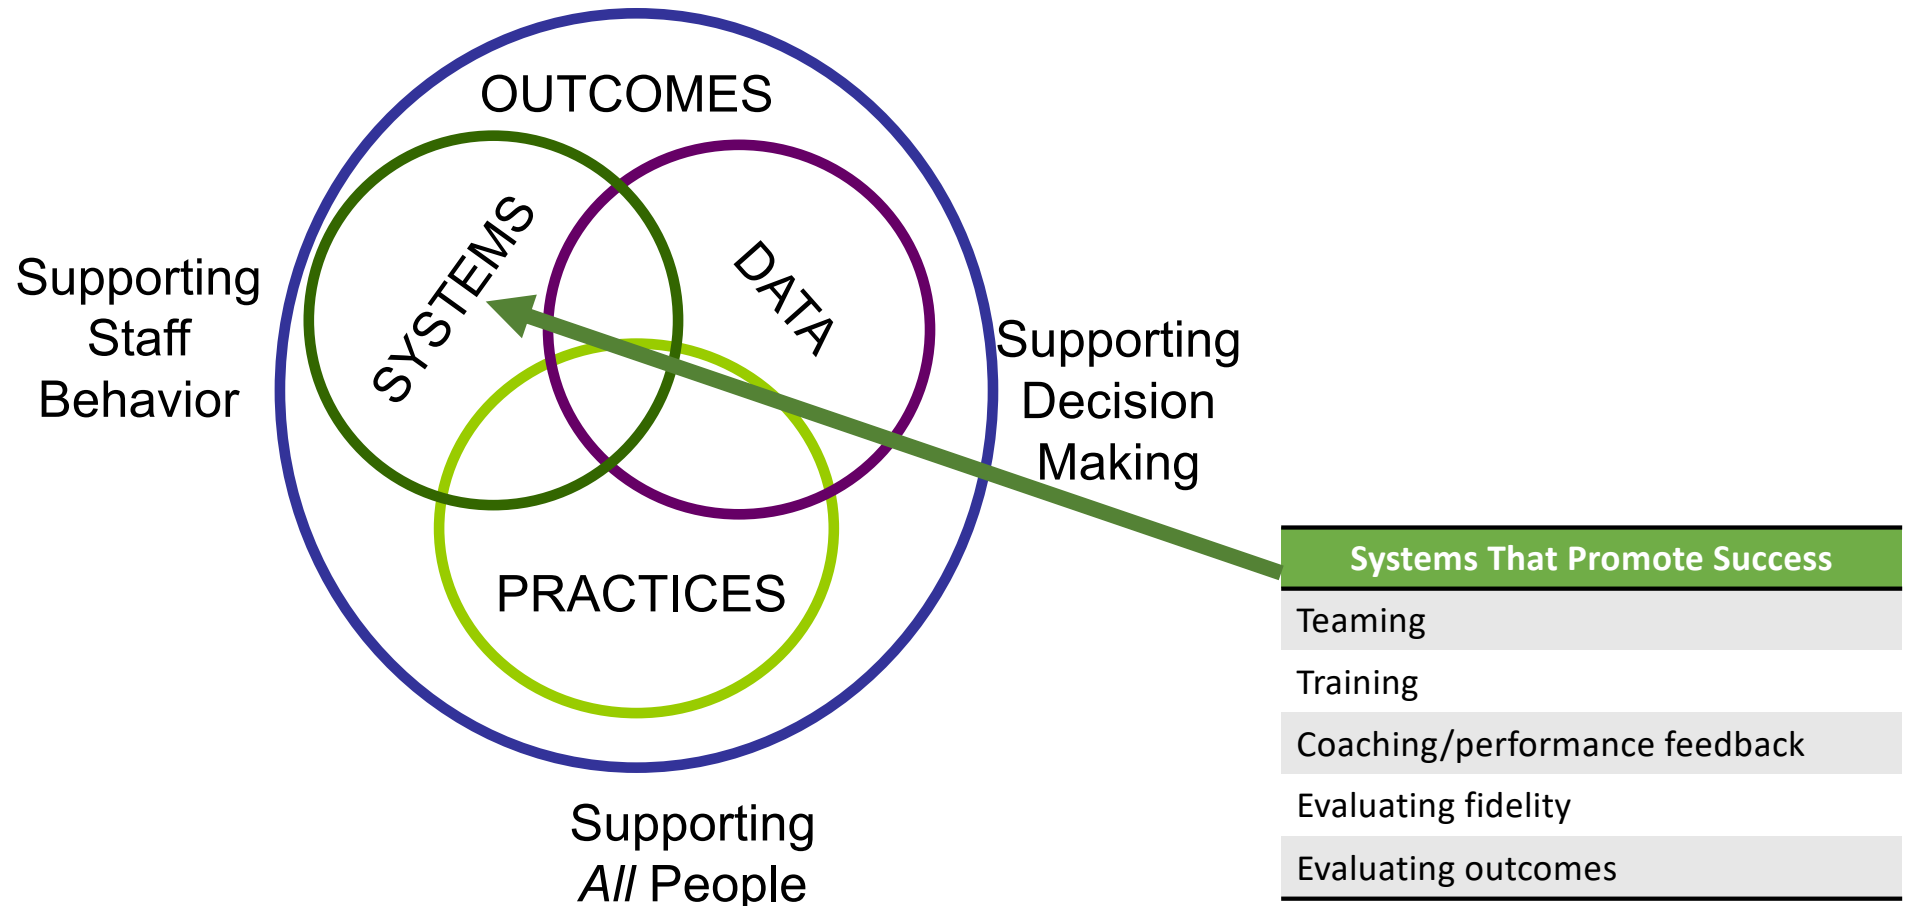 OUTCOMES
SYSTEMS
DATA
PRACTICES
Supporting
Staff
Behavior
Supporting
Decision
Making
Supporting
All People
Systems That Promote Success
Teaming
Training
Coaching/performance feedback
Evaluating fidelity
Evaluating outcomes